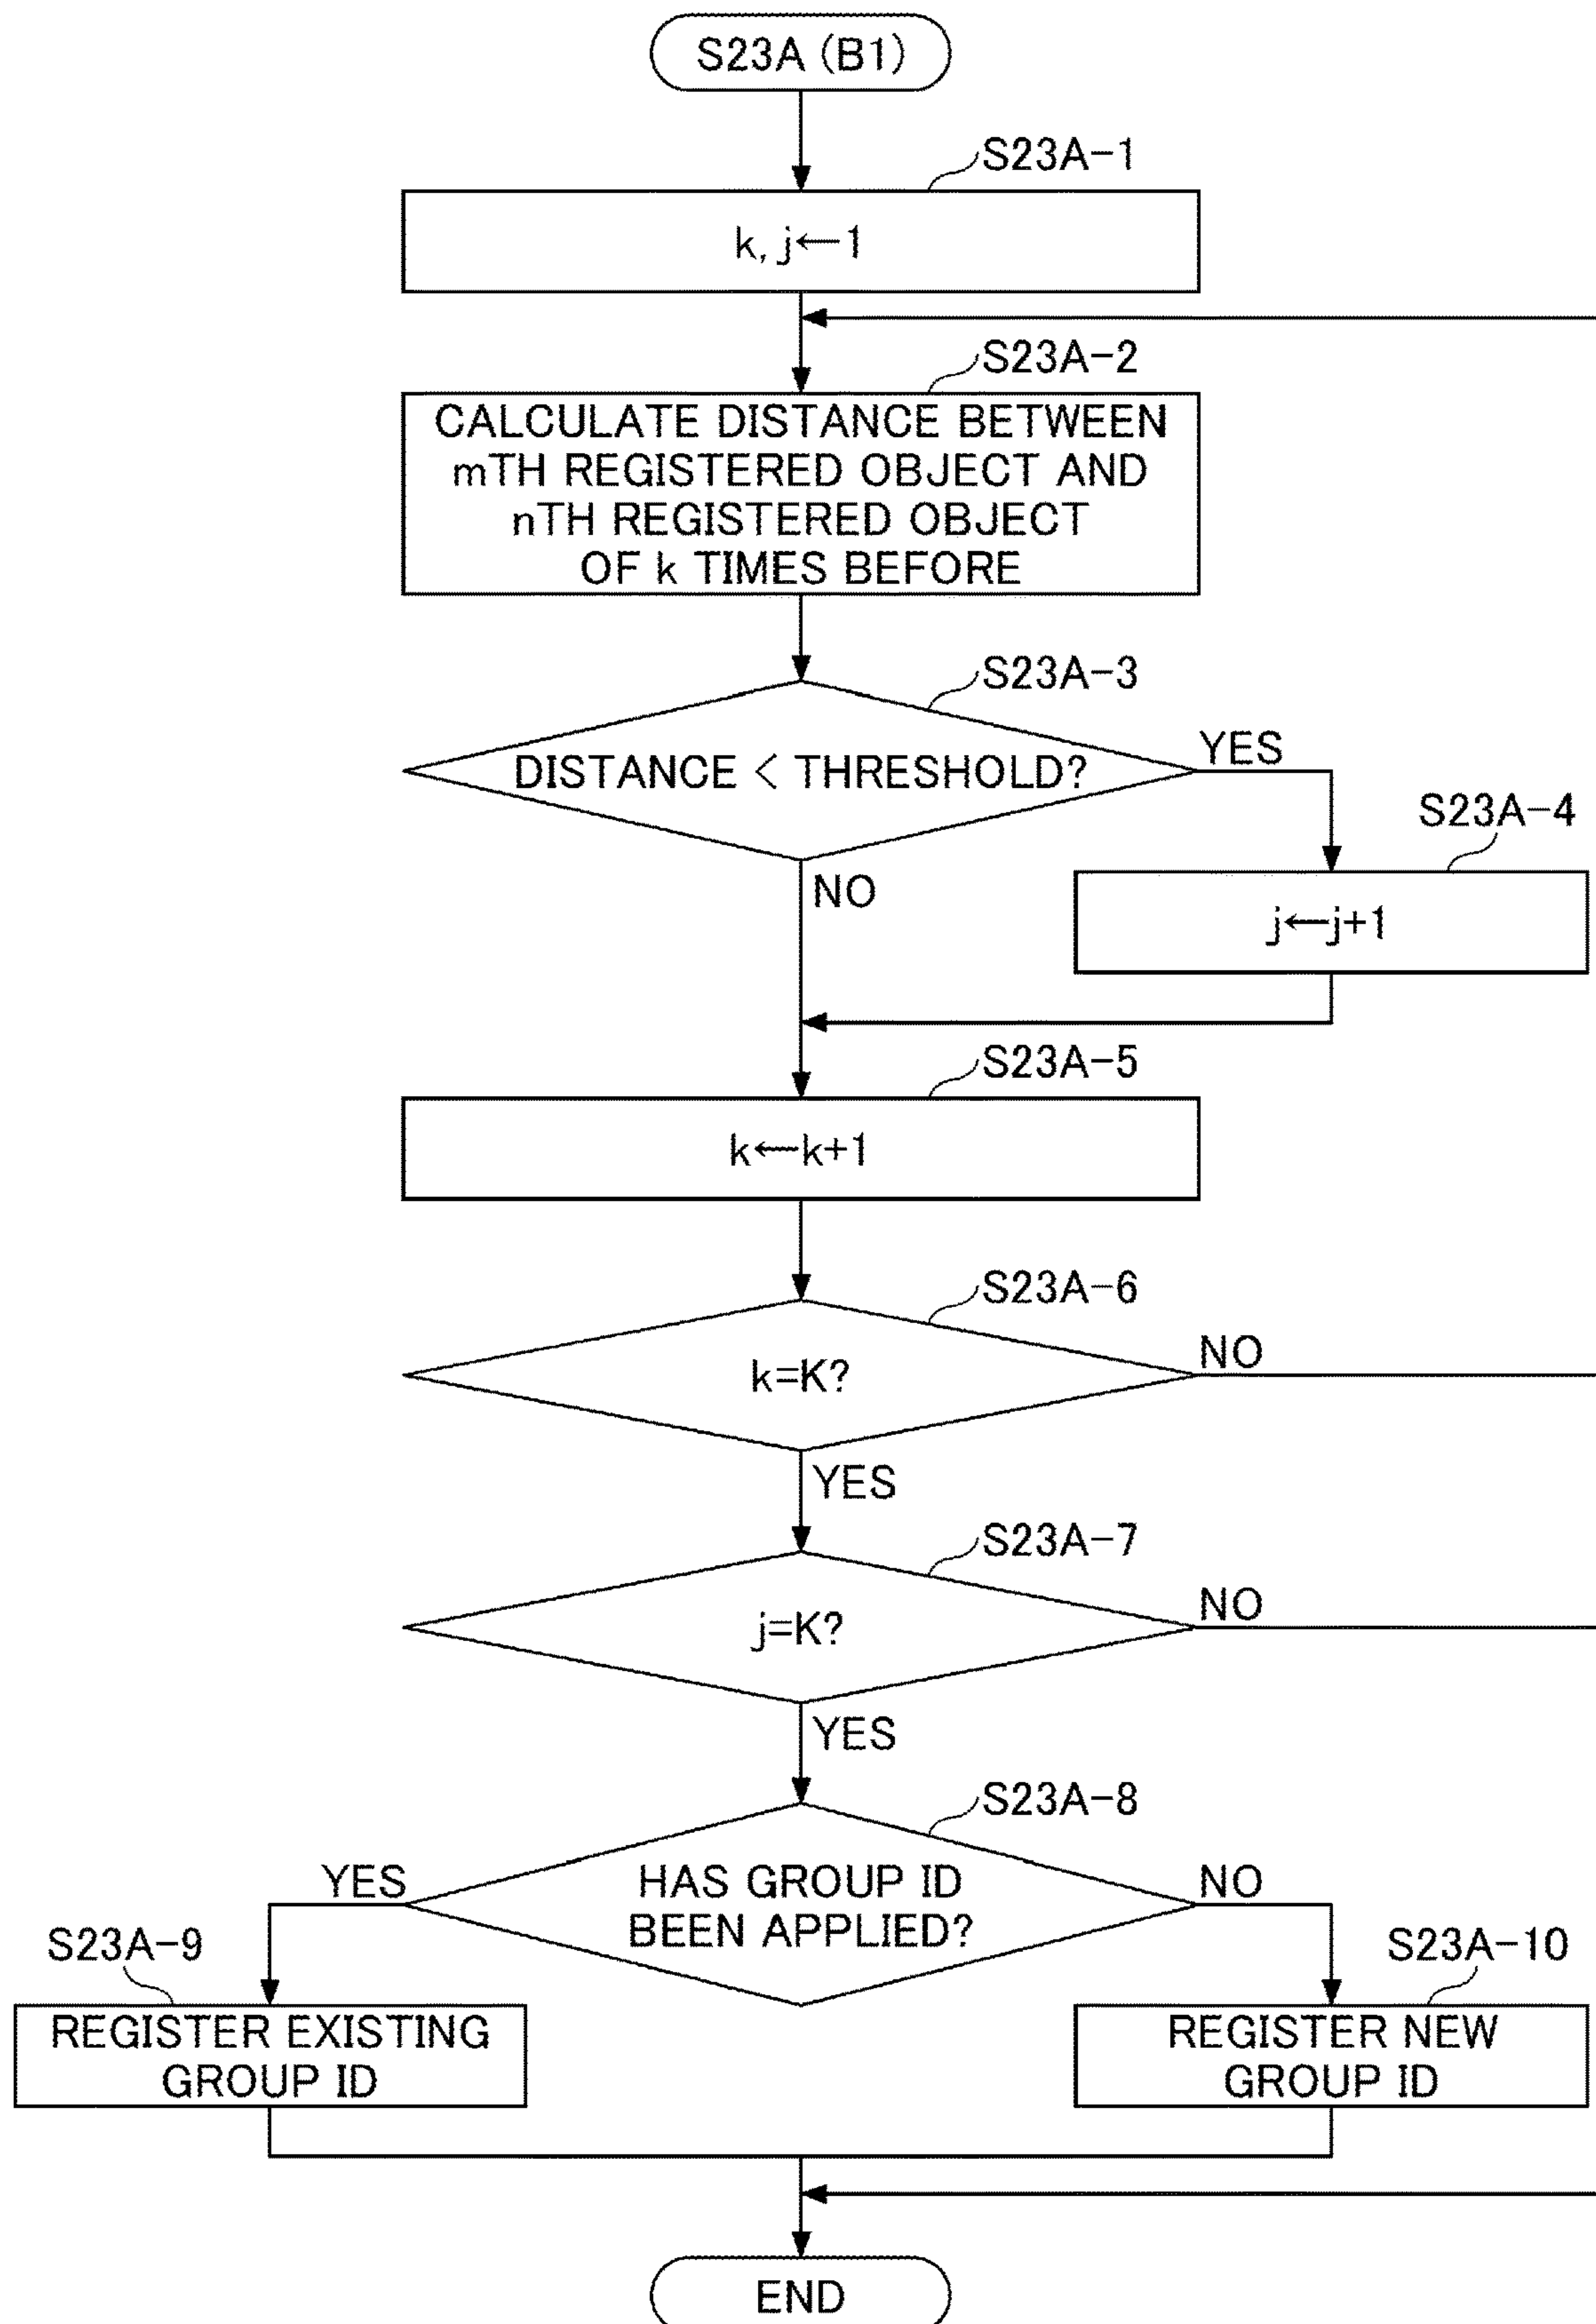 S23A (B1)
S23A-1
k, j←1
S23A-2
CALCULATE DISTANCE BETWEEN
mTH REGISTERED OBJECT AND
nTH REGISTERED OBJECT
OF k TIMES BEFORE
S23A-3
DISTANCE < THRESHOLD?
YES
S23A-4
NO
j←j+1
S23A-5
k←k+1
S23A-6
k=K?
NO
YES
S23A-7
j=K?
NO
YES
S23A-8
YES
HAS GROUP ID
BEEN APPLIED?
NO
S23A-9
S23A-10
REGISTER EXISTING
GROUP ID
REGISTER NEW
GROUP ID
END